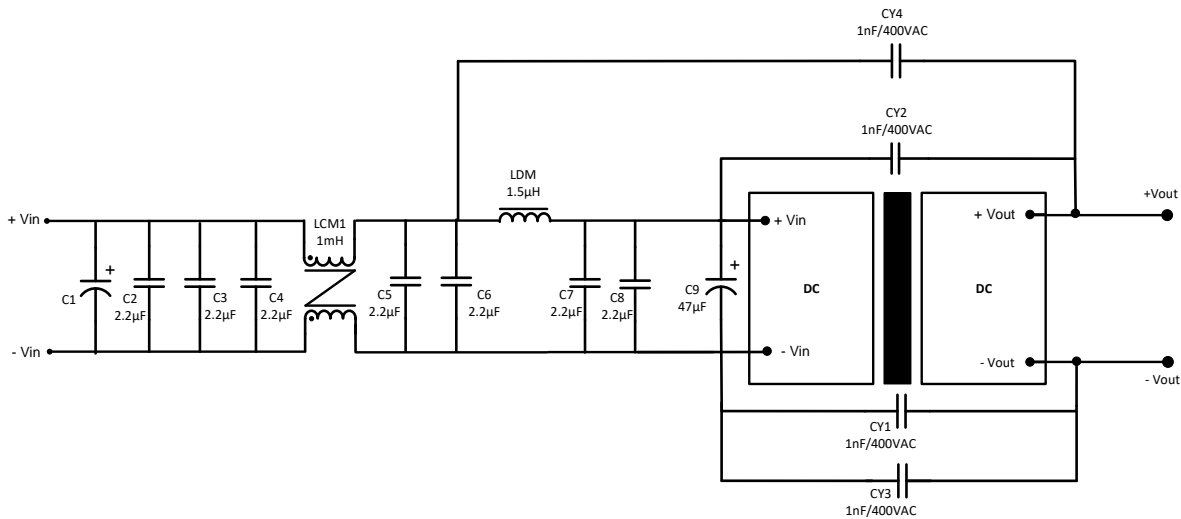 CY4
1nF/400VAC
CY2
1nF/400VAC
LDM
1.5µH
+Vout
+ Vin
LCM1
1mH
+ Vin
+ Vout
+
+
C1
C2
2.2µF
C3
2.2µF
C4
2.2µF
C5
2.2µF
C6
2.2µF
C7
2.2µF
C8
2.2µF
C9
47µF
DC
DC
- Vin
- Vin
- Vout
- Vout
CY1
1nF/400VAC
CY3
1nF/400VAC